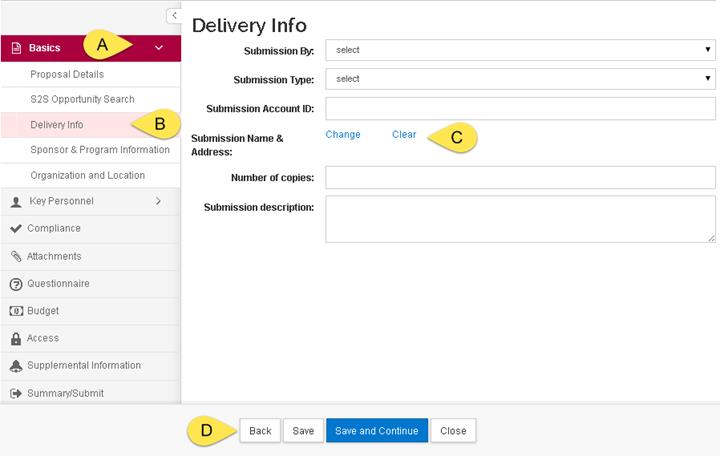 Delivery Info
Basics
A
Proposal Details
S2S Opportunity Search
Delivery Info
B
Sponsor & Program Information
Organization and Location
Key Personnel
Compliance
Attachments
Questionnaire
Budget
Access
Supplemental Information
Summary/Submit
Submission By:
select
Submission Type:
select
Submission Account ID:
Submission Name &
Address:
Change
Clear
C
Number of copies:
Submission description:
D
Back
Save
Save and Continue
Close